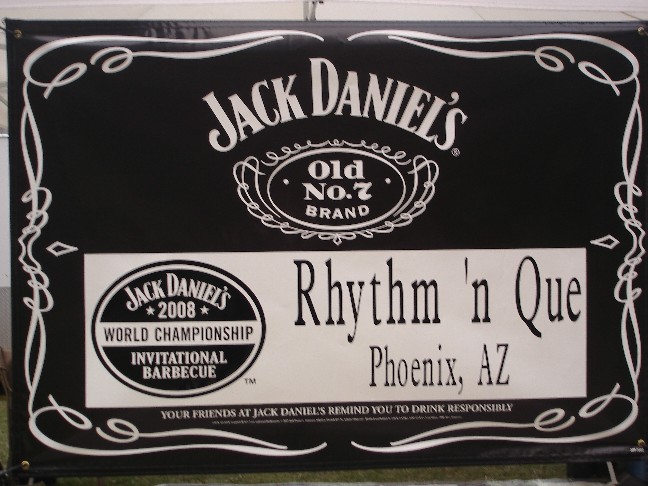 JACK DANIEL'S ®
Old
No.7
BRAND
JACK DANIEL'S
★ 2008 ★
WORLD CHAMPIONSHIP
INVITATIONAL
BARBECUE
TM
Rhythm 'n Que
Phoenix, AZ
YOUR FRIENDS AT JACK DANIEL'S REMIND YOU TO DRINK RESPONSIBLY